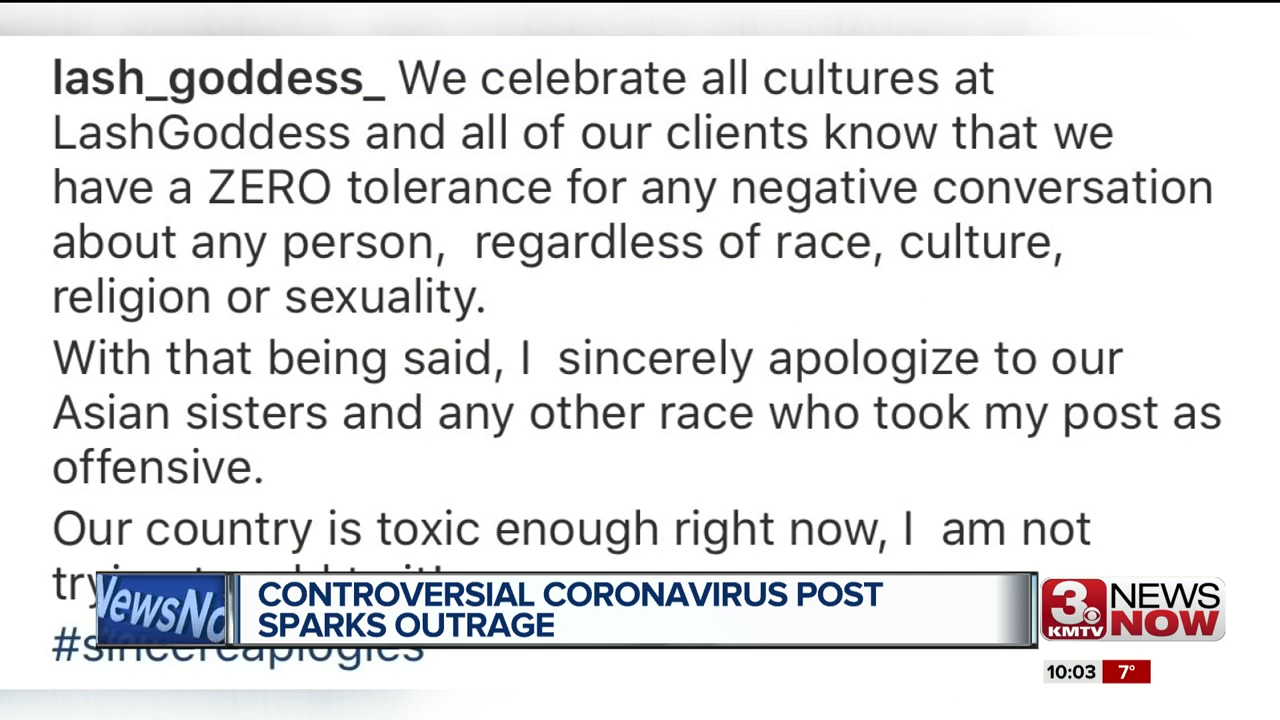 lash_goddess_ We celebrate all cultures at
LashGoddess and all of our clients know that we
have a ZERO tolerance for any negative conversation
about any person, regardless of race, culture,
religion or sexuality.
With that being said, I sincerely apologize to our
Asian sisters and any other race who took my post as
offensive.
Our country is toxic enough right now, I am not
NewsNo
CONTROVERSIAL CORONAVIRUS POST
SPARKS OUTRAGE
3 KMTV NEWS NOW
#sincereaplogies
10:03 7°